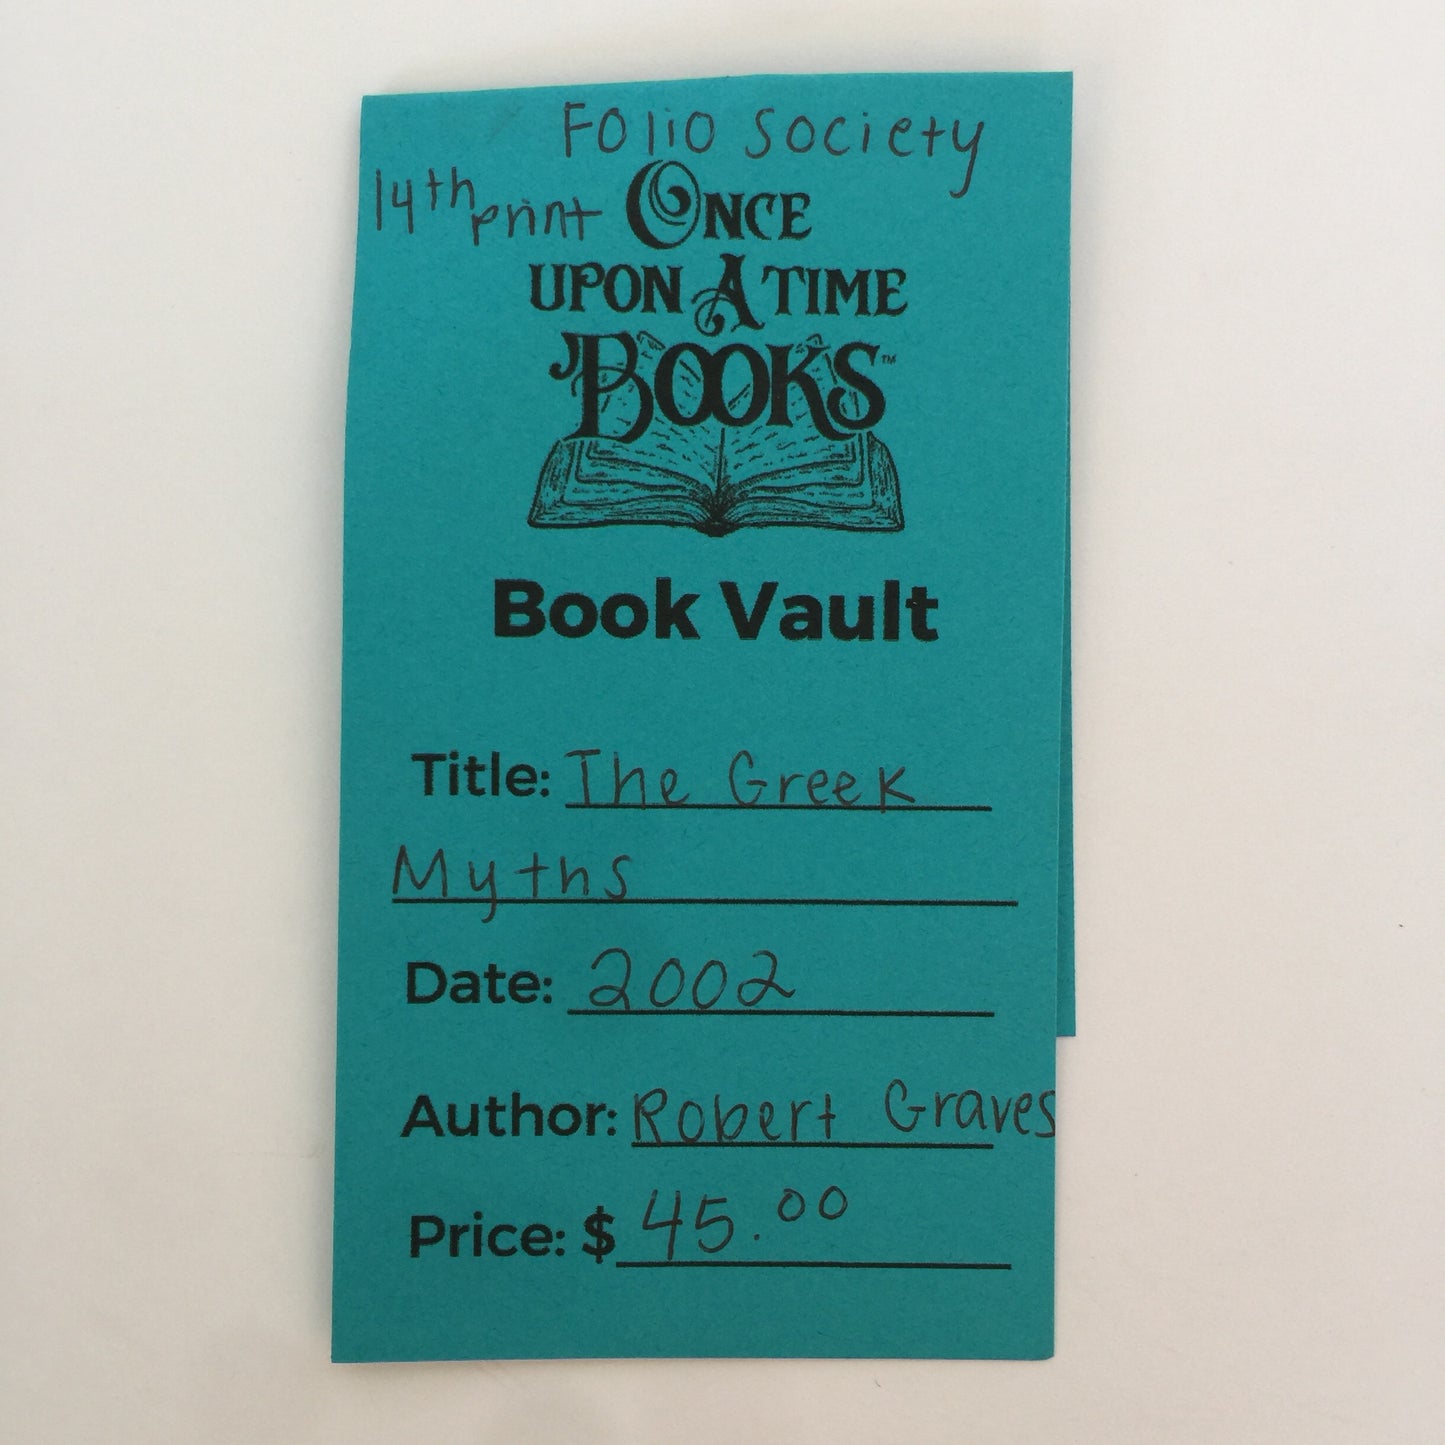 Folio Society
14th print
Once
upon A time
Books™
Book Vault
Title: The Greek
Myths
Date: 2002
Author: Robert Graves
Price: $45.00